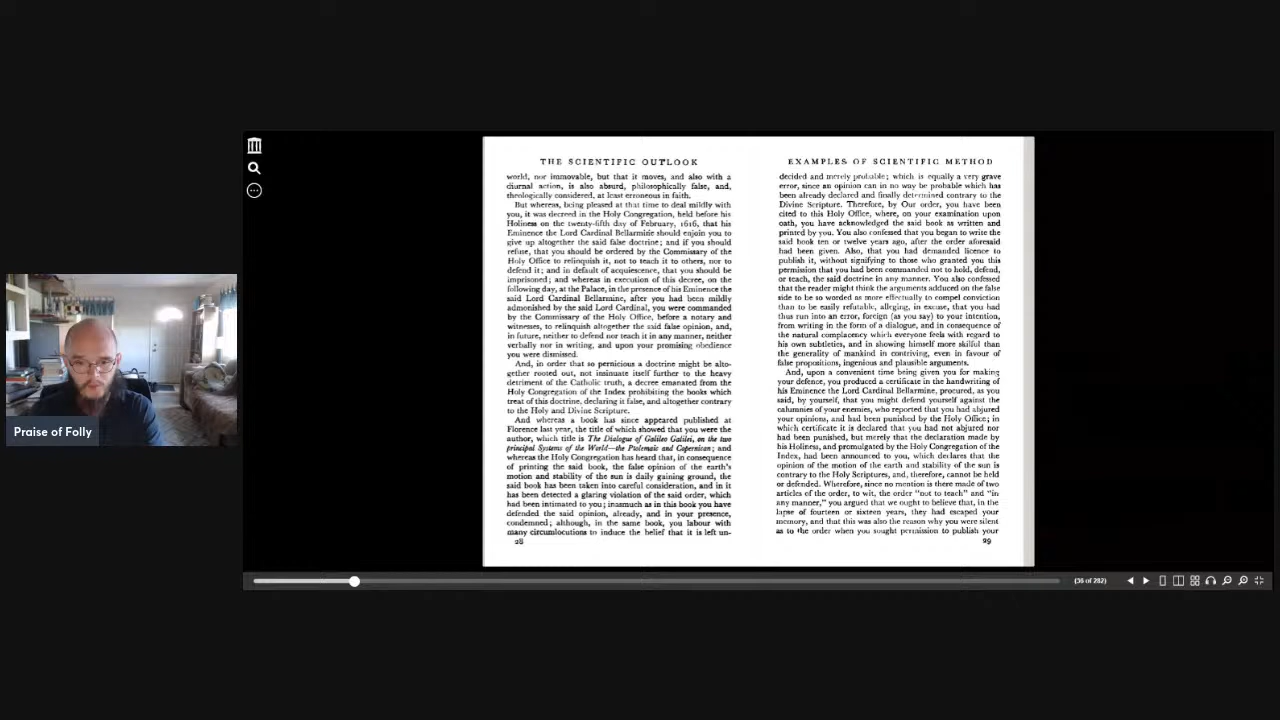 THE SCIENTIFIC OUTLOOK
world, nor immovable, but that it moves, and also with a
diurnal action, is also absurd, philosophically false, and,
theologically considered, at least erroneous in faith.
But whereas, being pleased at that time to deal mildly with
you, it was decreed in the Holy Congregation, held before his
Holiness on the twenty-fifth day of February, 1616, that his
Eminence the Lord Cardinal Bellarmine should enjoin you to
give up altogether the said false doctrine; and if you should
refuse, that you should be ordered by the Commissary of the
Holy Office to relinquish it, not to teach it to others, nor to
defend it; and in default of acquiescence, that you should be
imprisoned; and whereas in execution of this decree, on the
following day, at the Palace, in the presence of his Eminence the
said Lord Cardinal Bellarmine, after you had been mildly
admonished by the said Lord Cardinal, you were commanded
by the Commissary of the Holy Office, before a notary and
witnesses, to relinquish altogether the said false opinion, and,
in future, neither to defend nor teach it in any manner, neither
verbally nor in writing, and upon your promising obedience
you were dismissed.
And, in order that so pernicious a doctrine might be alto-
gether rooted out, not insinuate itself further to the heavy
detriment of the Catholic truth, a decree emanated from the
Holy Congregation of the Index prohibiting the books which
treat of this doctrine, declaring it false, and altogether contrary
to the Holy and Divine Scripture.
And whereas a book has since appeared published at
Florence last year, the title of which showed that you were the
author, which title is The Dialogue of Galileo Galilei, on the two
principal Systems of the World—the Ptolemaic and Copernican; and
whereas the Holy Congregation has heard that, in consequence
of printing the said book, the false opinion of the earth's
motion and stability of the sun is daily gaining ground, the
said book has been taken into careful consideration, and in it
has been detected a glaring violation of the said order, which
had been intimated to you; inasmuch as in this book you have
defended the said opinion, already, and in your presence,
condemned; although, in the same book, you labour with
many circumlocutions to induce the belief that it is left un-
28
EXAMPLES OF SCIENTIFIC METHOD
decided and merely probable; which is equally a very grave
error, since an opinion can in no way be probable which has
been already declared and finally determined contrary to the
Divine Scripture. Therefore, by Our order, you have been
cited to this Holy Office, where, on your examination upon
oath, you have acknowledged the said book as written and
printed by you. You also confessed that you began to write the
said book ten or twelve years ago, after the order aforesaid
had been given. Also, that you had demanded licence to
publish it, without signifying to those who granted you this
permission that you had been commanded not to hold, defend,
or teach, the said doctrine in any manner. You also confessed
that the reader might think the arguments adduced on the false
side to be so worded as more effectually to compel conviction
than to be easily refutable, alleging, in excuse, that you had
thus run into an error, foreign (as you say) to your intention,
from writing in the form of a dialogue, and in consequence of
the natural complacency which everyone feels with regard to
his own subtleties, and in showing himself more skilful than
the generality of mankind in contriving, even in favour of
false propositions, ingenious and plausible arguments.
And, upon a convenient time being given you for making
your defence, you produced a certificate in the handwriting of
his Eminence the Lord Cardinal Bellarmine, procured, as you
said, by yourself, that you might defend yourself against the
calumnies of your enemies, who reported that you had abjured
your opinions, and had been punished by the Holy Office; in
which certificate it is declared that you had not abjured nor
had been punished, but merely that the declaration made by
his Holiness, and promulgated by the Holy Congregation of the
Index, had been announced to you, which declares that the
opinion of the motion of the earth and stability of the sun is
contrary to the Holy Scriptures, and, therefore, cannot be held
or defended. Wherefore, since no mention is there made of two
articles of the order, to wit, the order "not to teach" and "in
any manner," you argued that we ought to believe that, in the
lapse of fourteen or sixteen years, they had escaped your
memory, and that this was also the reason why you were silent
as to the order when you sought permission to publish your
29
Praise of Folly
(36 of 282)